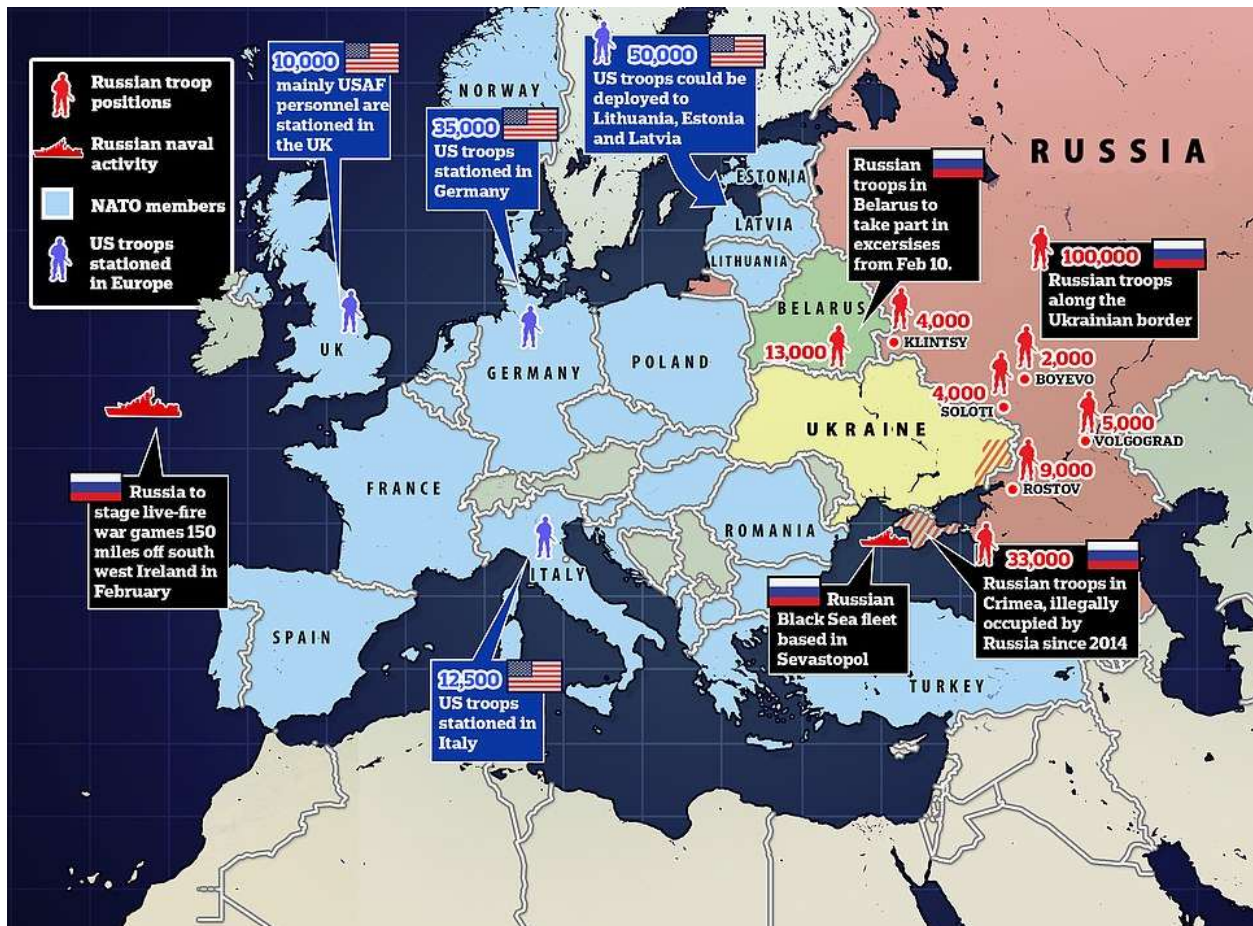 Russian troop
positions
Russian naval
activity
NATO members
US troops
stationed
in Europe
10,000
mainly USAF
personnel are
stationed in
the UK
NORWAY
35,000
US troops
stationed in
Germany
50,000
US troops could be
deployed to
Lithuania, Estonia
and Latvia
ESTONIA
LATVIA
LITHUANIA
RUSSIA
Russian
troops in
Belarus to
take part in
excersises
from Feb 10.
100,000
Russian troops
along the
Ukrainian border
BELARUS
13,000
4,000
KLINTSY
2,000
BOYEVO
4,000
SOLOTI
5,000
VOLGOGRAD
9,000
ROSTOV
UK
GERMANY
POLAND
UKRAINE
FRANCE
ROMANIA
ITALY
SPAIN
TURKEY
Russia to
stage live-fire
war games 150
miles off south
west Ireland in
February
12,500
US troops
stationed in
Italy
Russian
Black Sea fleet
based in
Sevastopol
33,000
Russian troops in
Crimea, illegally
occupied by
Russia since 2014